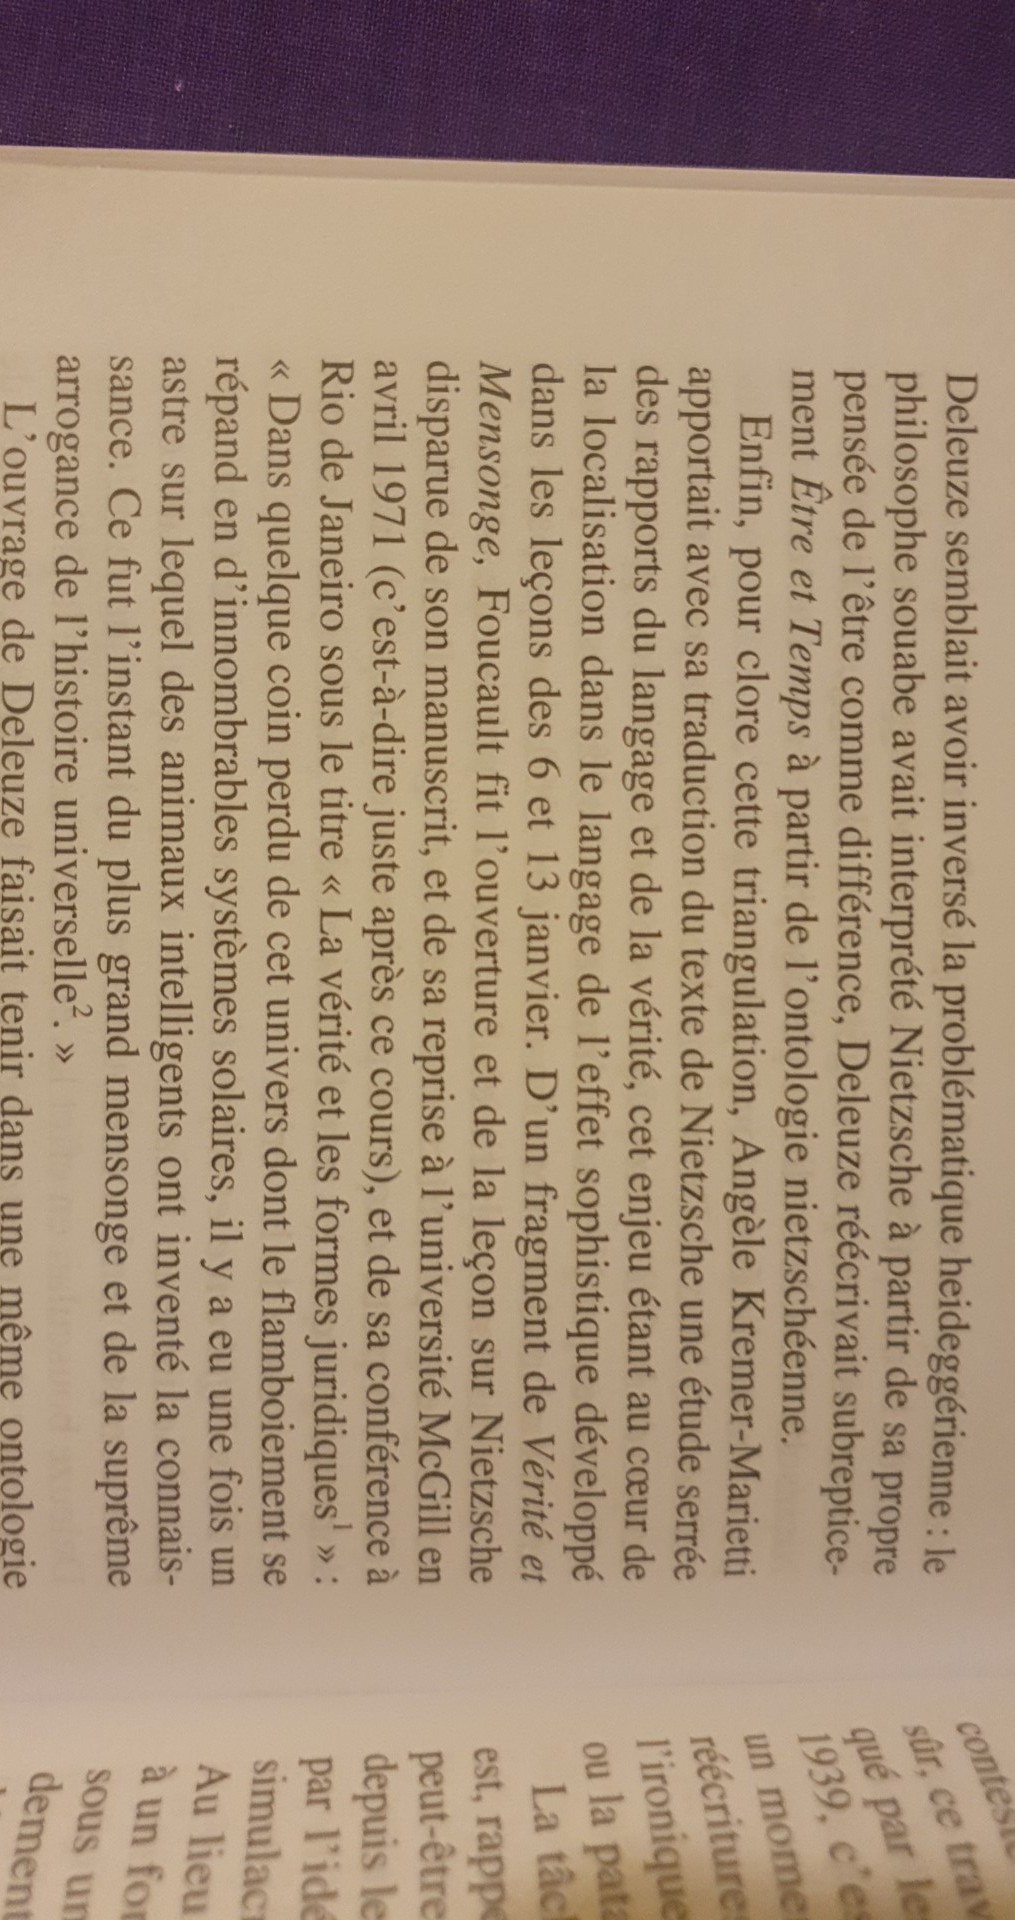 Deleuze semblait avoir inversé la problématique heideggérienne : le
philosophe souabe avait interprété Nietzsche à partir de sa propre
pensée de l'être comme différence, Deleuze réécrivait subreptice-
ment Être et Temps à partir de l'ontologie nietzschéenne.
Enfin, pour clore cette triangulation, Angèle Kremer-Marietti
apportait avec sa traduction du texte de Nietzsche une étude serrée
des rapports du langage et de la vérité, cet enjeu étant au cœur de
la localisation dans le langage de l'effet sophistique développé
dans les leçons des 6 et 13 janvier. D'un fragment de Vérité et
Mensonge, Foucault fit l'ouverture et de la leçon sur Nietzsche
disparue de son manuscrit, et de sa reprise à l'université McGill en
avril 1971 (c'est-à-dire juste après ce cours), et de sa conférence à
Rio de Janeiro sous le titre « La vérité et les formes juridiques¹ » :
« Dans quelque coin perdu de cet univers dont le flamboiement se
répand en d'innombrables systèmes solaires, il y a eu une fois un
astre sur lequel des animaux intelligents ont inventé la connais-
sance. Ce fut l'instant du plus grand mensonge et de la suprême
arrogance de l'histoire universelle². »
L'ouvrage de Deleuze faisait tenir dans une même ontologie
conteste
sûr, ce trav
qué par le
1939, c'es
un mome
réécriture
l'ironique
ou la pata
La tâc
est, rapp
peut-être
depuis le
par l'idé
simulac
Au lieu
à un fo
sous un
dement